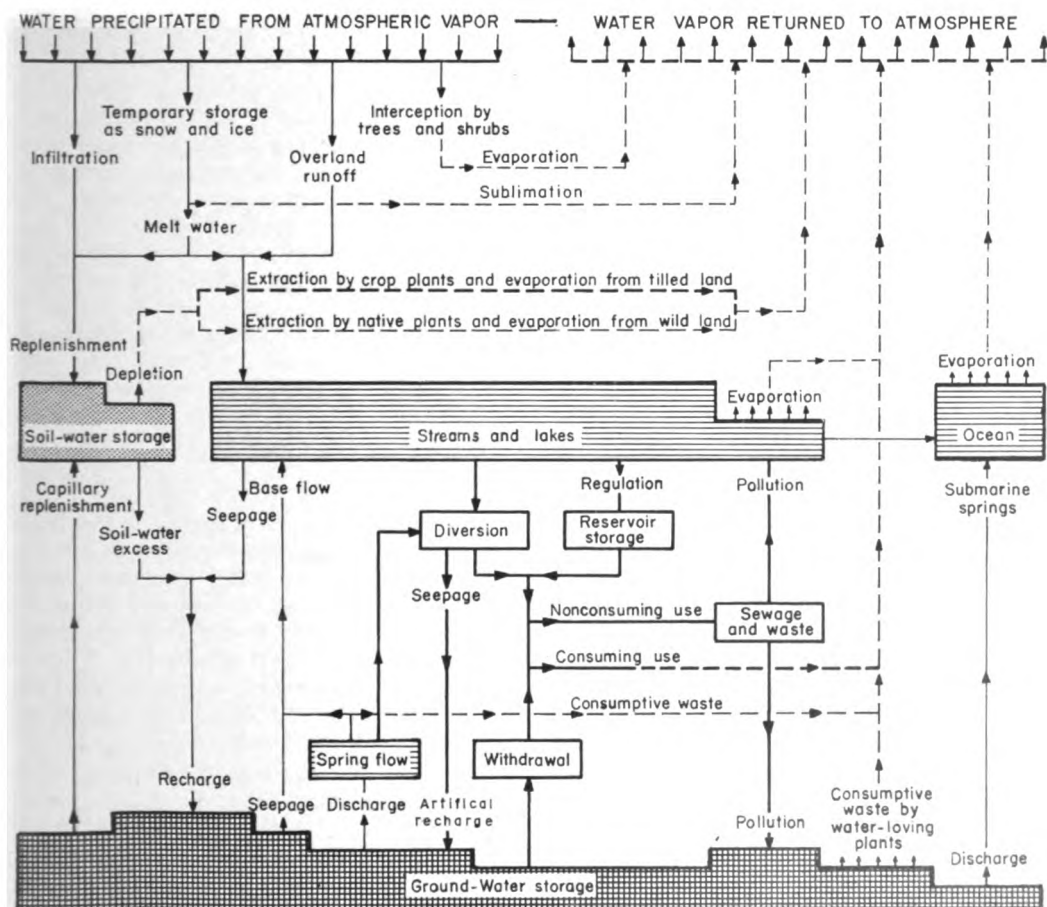 WATER PRECIPITATED FROM ATMOSPHERIC VAPOR
WATER VAPOR RETURNED TO ATMOSPHERE
Temporary storage
as snow and ice
Interception by
trees and shrubs
Infiltration
Overland
runoff
Evaporation
Sublimation
Melt water
Extraction by crop plants and evaporation from tilled land
Extraction by native plants and evaporation from wild land
Replenishment
Depletion
Evaporation
Evaporation
Soil-water storage
Streams and lakes
Ocean
Capillary
replenishment
Base flow
Regulation
Pollution
Submarine
springs
Seepage
Soil-water
excess
Diversion
Reservoir
storage
Seepage
Nonconsuming use
Sewage
and waste
Consuming use
Consumptive waste
Spring flow
Withdrawal
Recharge
Seepage
Discharge
Artifical
recharge
Pollution
Consumptive
waste by
water-loving
plants
Discharge
Ground-Water storage